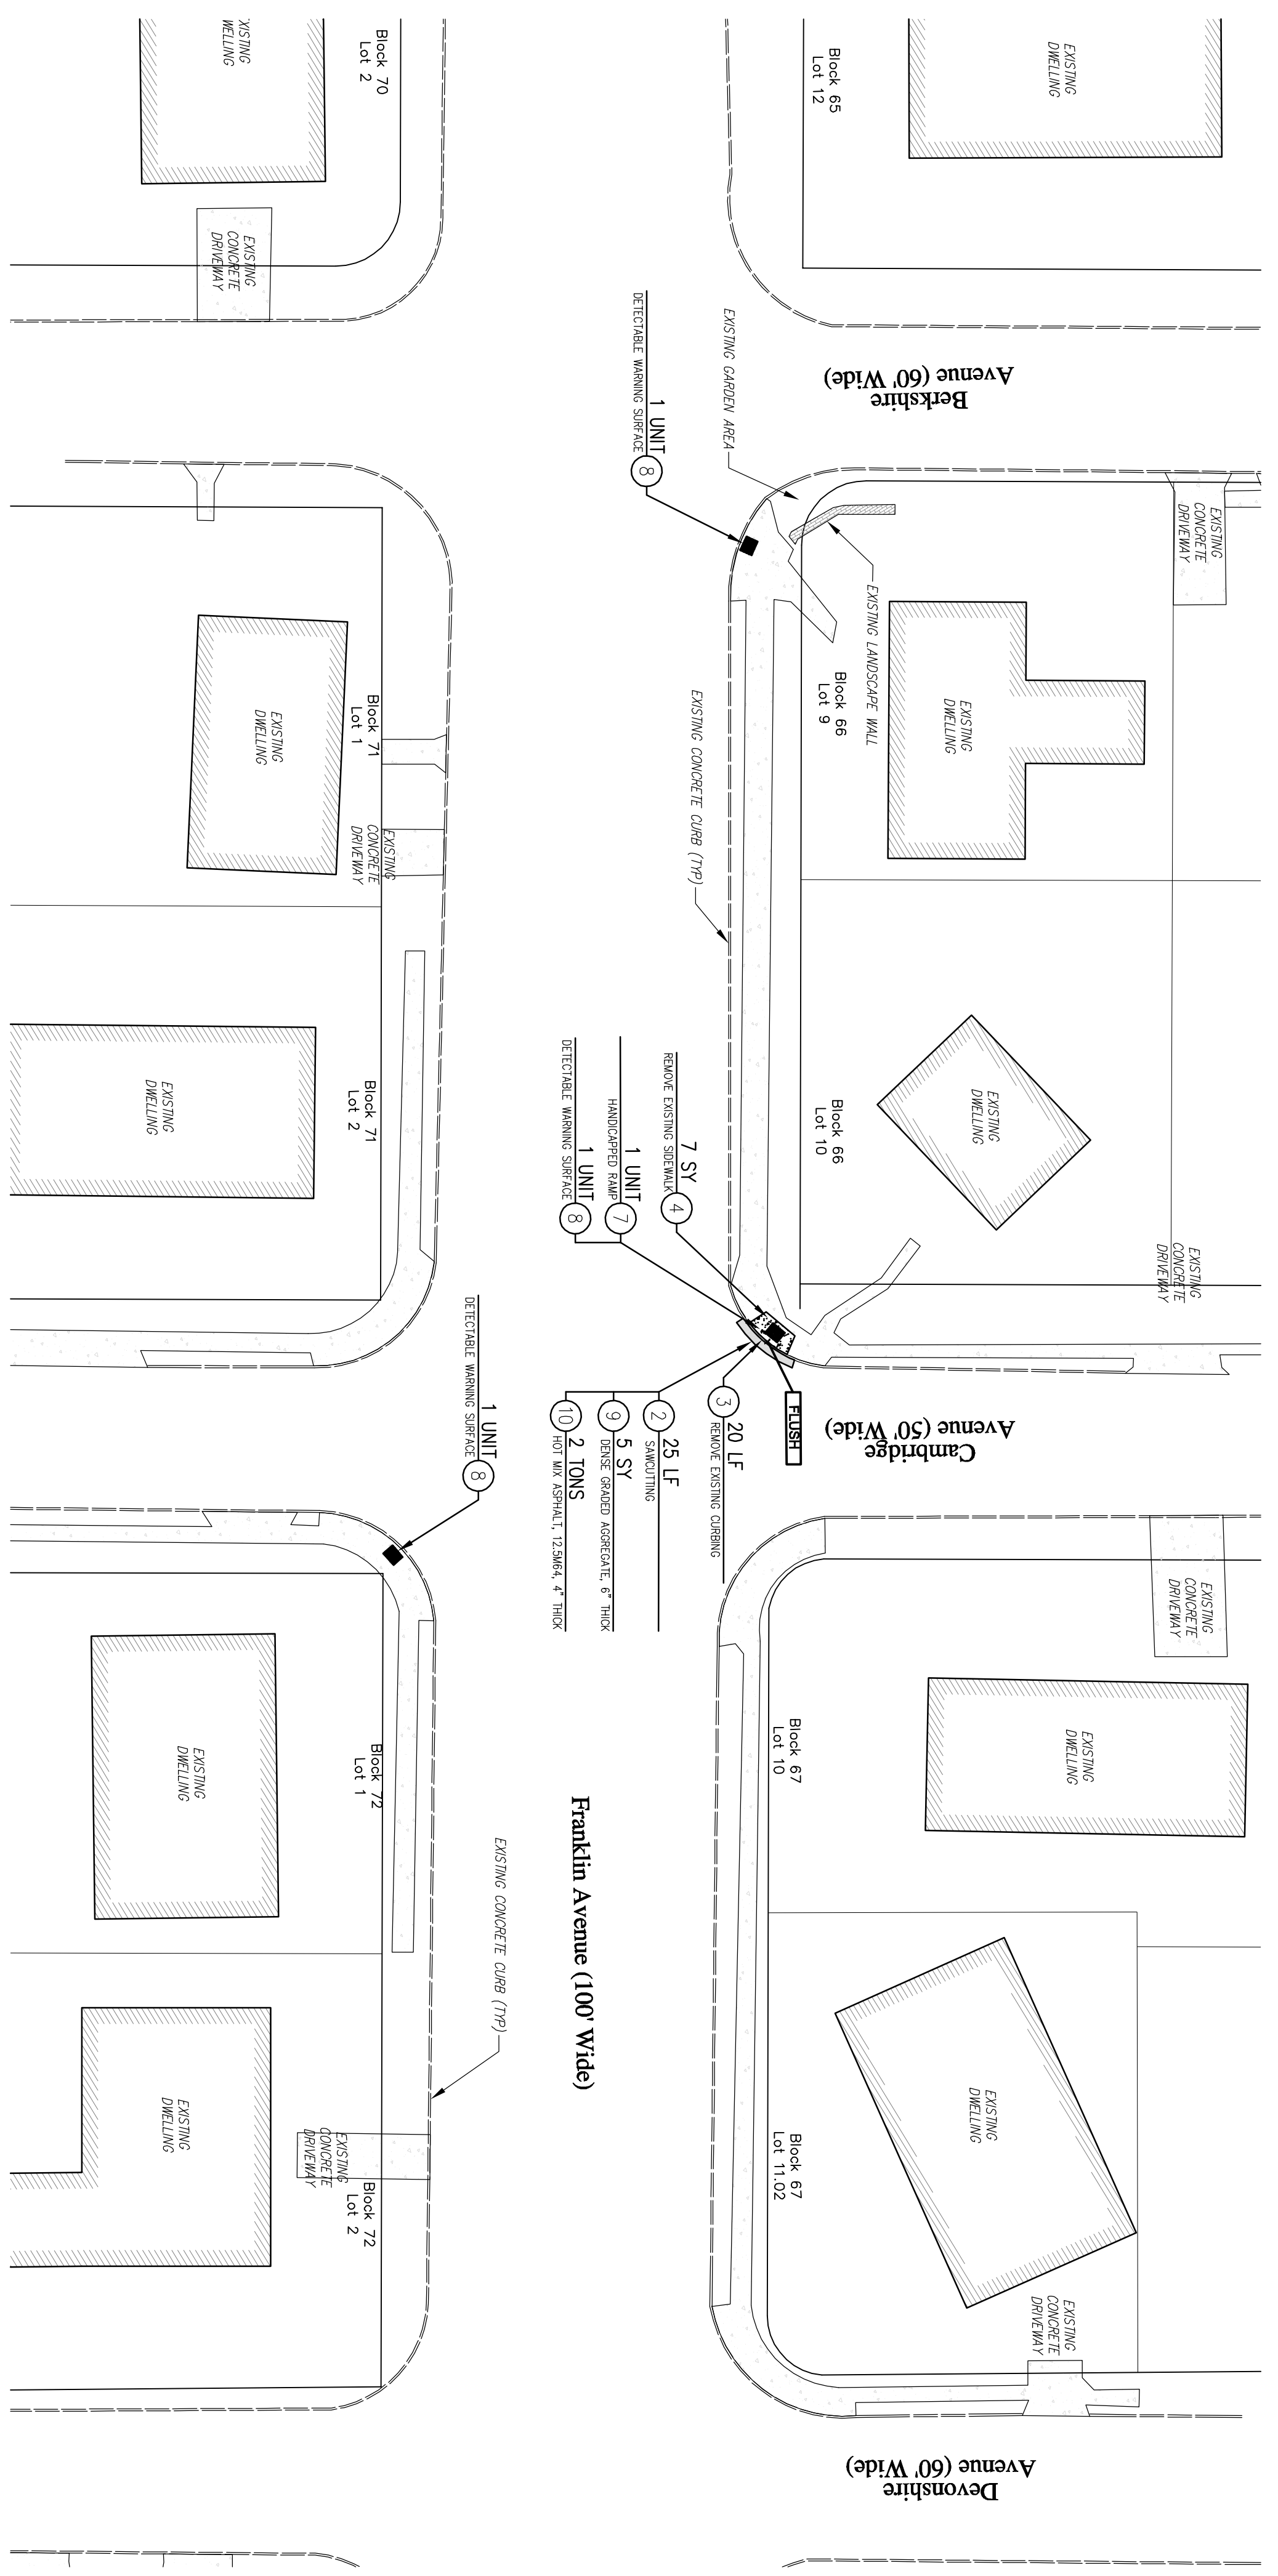 Block 70
Lot 2
XISTING
WELLING
EXISTING
CONCRETE
DRIVEWAY
Block 65
Lot 12
EXISTING
DWELLING
Berkshire
Avenue (60' Wide)
EXISTING GARDEN AREA
1 UNIT
DETECTABLE WARNING SURFACE
8
EXISTING LANDSCAPE WALL
EXISTING
CONCRETE
DRIVEWAY
Block 66
Lot 9
EXISTING
DWELLING
EXISTING CONCRETE CURB (TYP)
Block 71
Lot 1
EXISTING
DWELLING
EXISTING
CONCRETE
DRIVEWAY
Block 71
Lot 2
EXISTING
DWELLING
Block 66
Lot 10
EXISTING
DWELLING
EXISTING
CONCRETE
DRIVEWAY
7 SY
REMOVE EXISTING SIDEWALK
4
1 UNIT
HANDICAPPED RAMP
7
1 UNIT
DETECTABLE WARNING SURFACE
8
FLUSH
3
20 LF
REMOVE EXISTING CURBING
2
25 LF
SAWCUTTING
9
5 SY
DENSE GRADED AGGREGATE, 6" THICK
10
2 TONS
HOT MIX ASPHALT, 12.5M64, 4" THICK
Cambridge
Avenue (50' Wide)
1 UNIT
DETECTABLE WARNING SURFACE
8
EXISTING
CONCRETE
DRIVEWAY
Block 67
Lot 10
EXISTING
DWELLING
Block 72
Lot 1
EXISTING
DWELLING
Franklin Avenue (100' Wide)
EXISTING CONCRETE CURB (TYP)
Block 67
Lot 11.02
EXISTING
DWELLING
EXISTING
CONCRETE
DRIVEWAY
Block 72
Lot 2
EXISTING
DWELLING
EXISTING
CONCRETE
DRIVEWAY
Devonshire
Avenue (60' Wide)